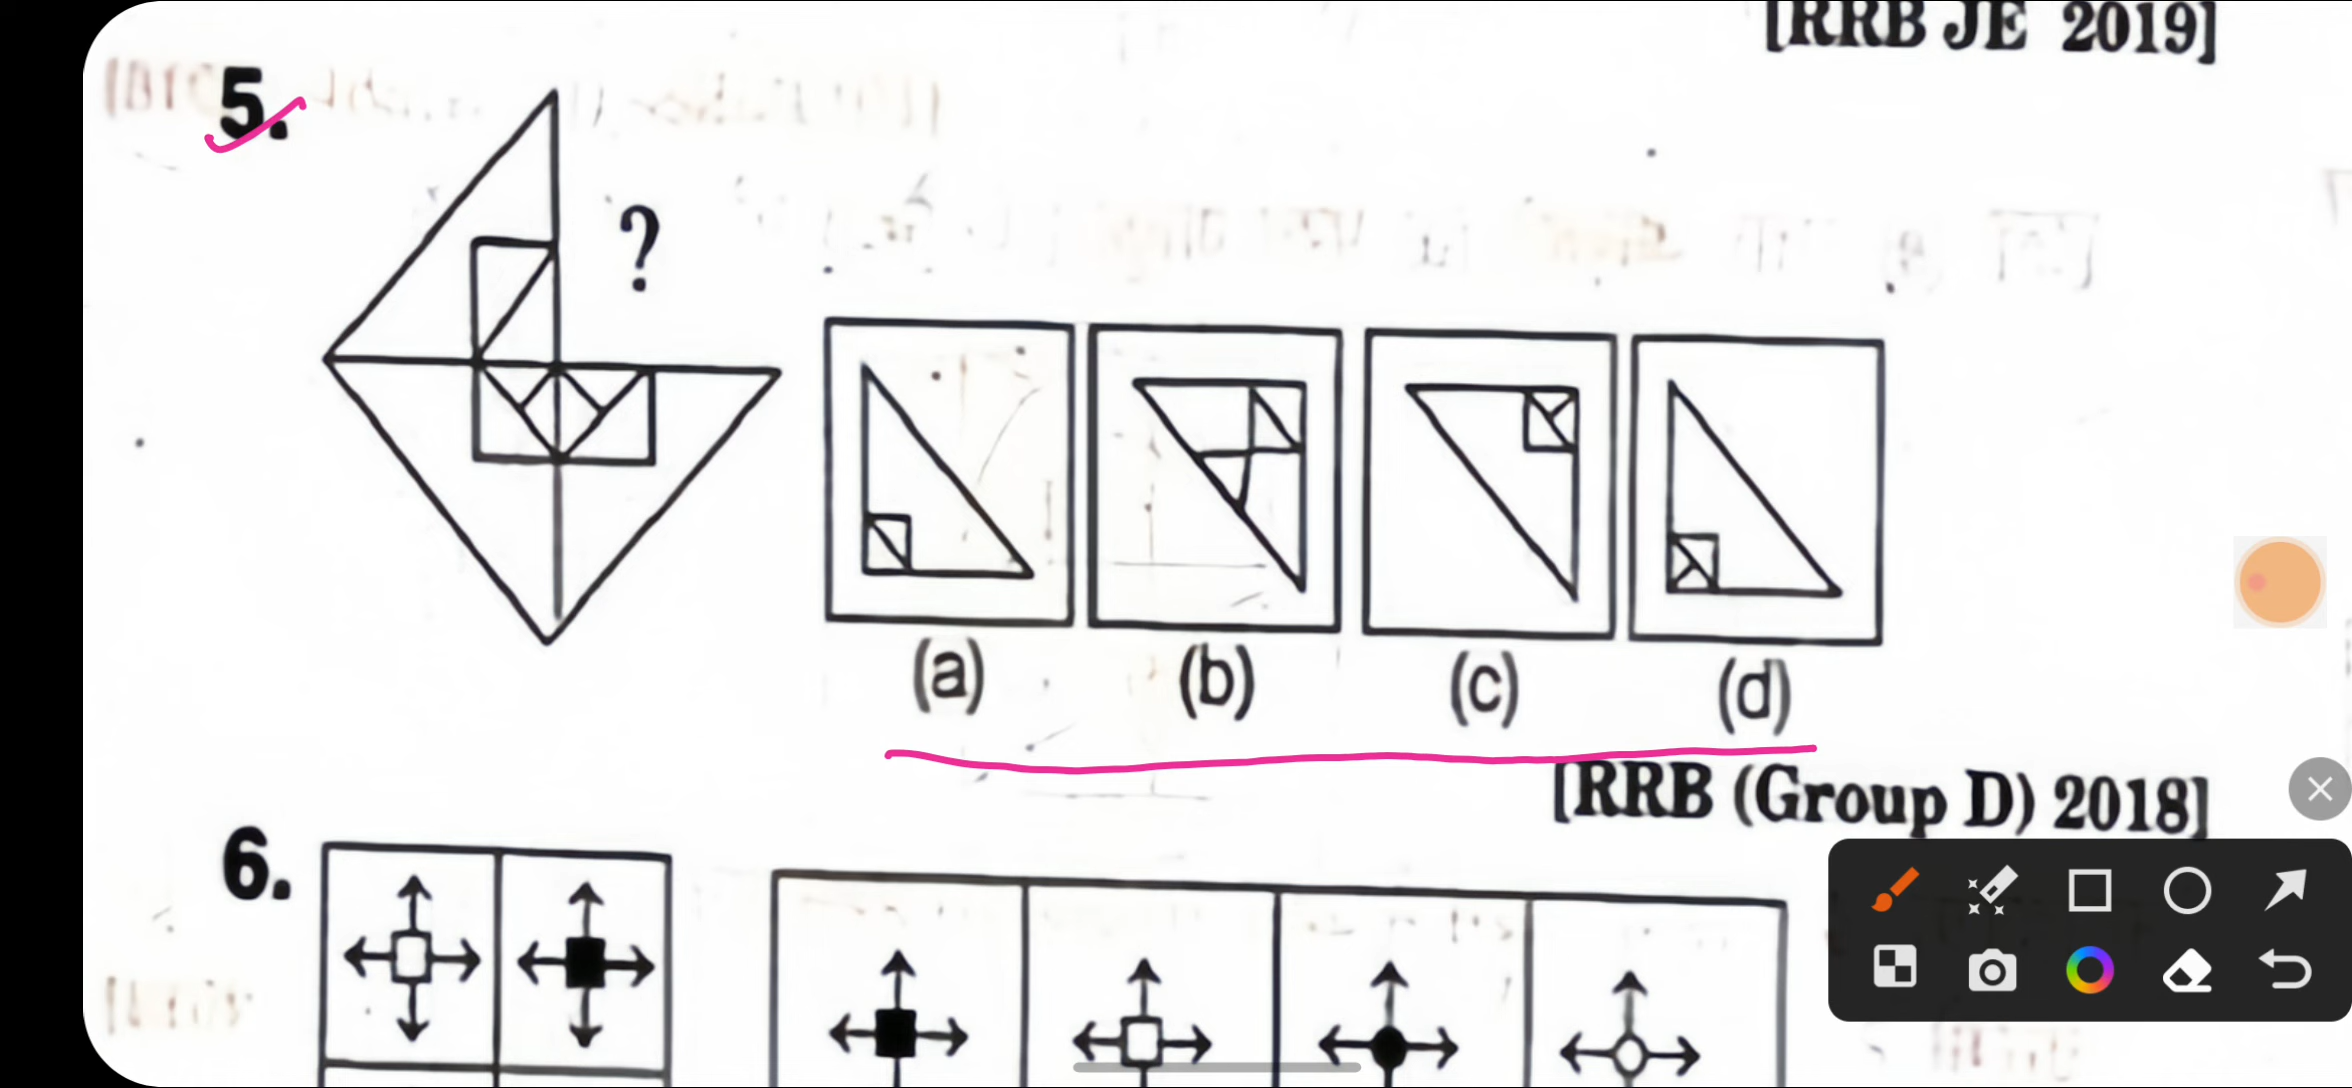 [RRB JE 2019]
5.
?
(a) (b) (c) (d)
[RRB (Group D) 2018]
6.